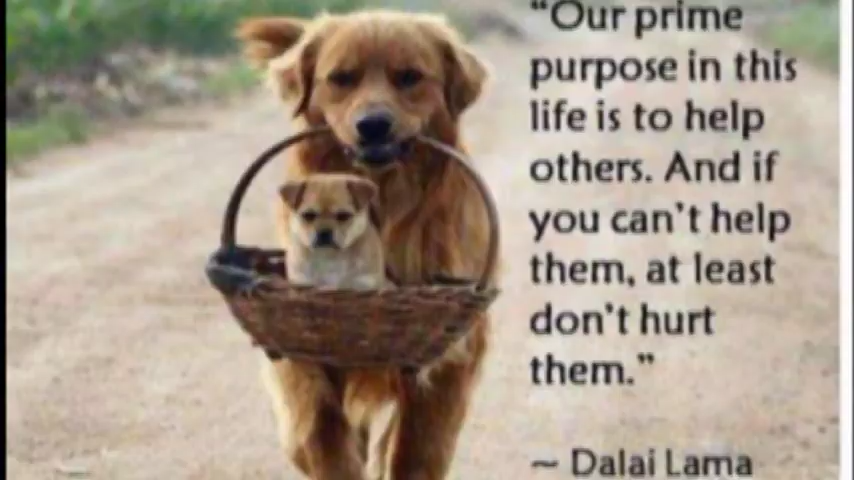 “Our prime
purpose in this
life is to help
others. And if
you can’t help
them, at least
don’t hurt
them.”
~ Dalai Lama